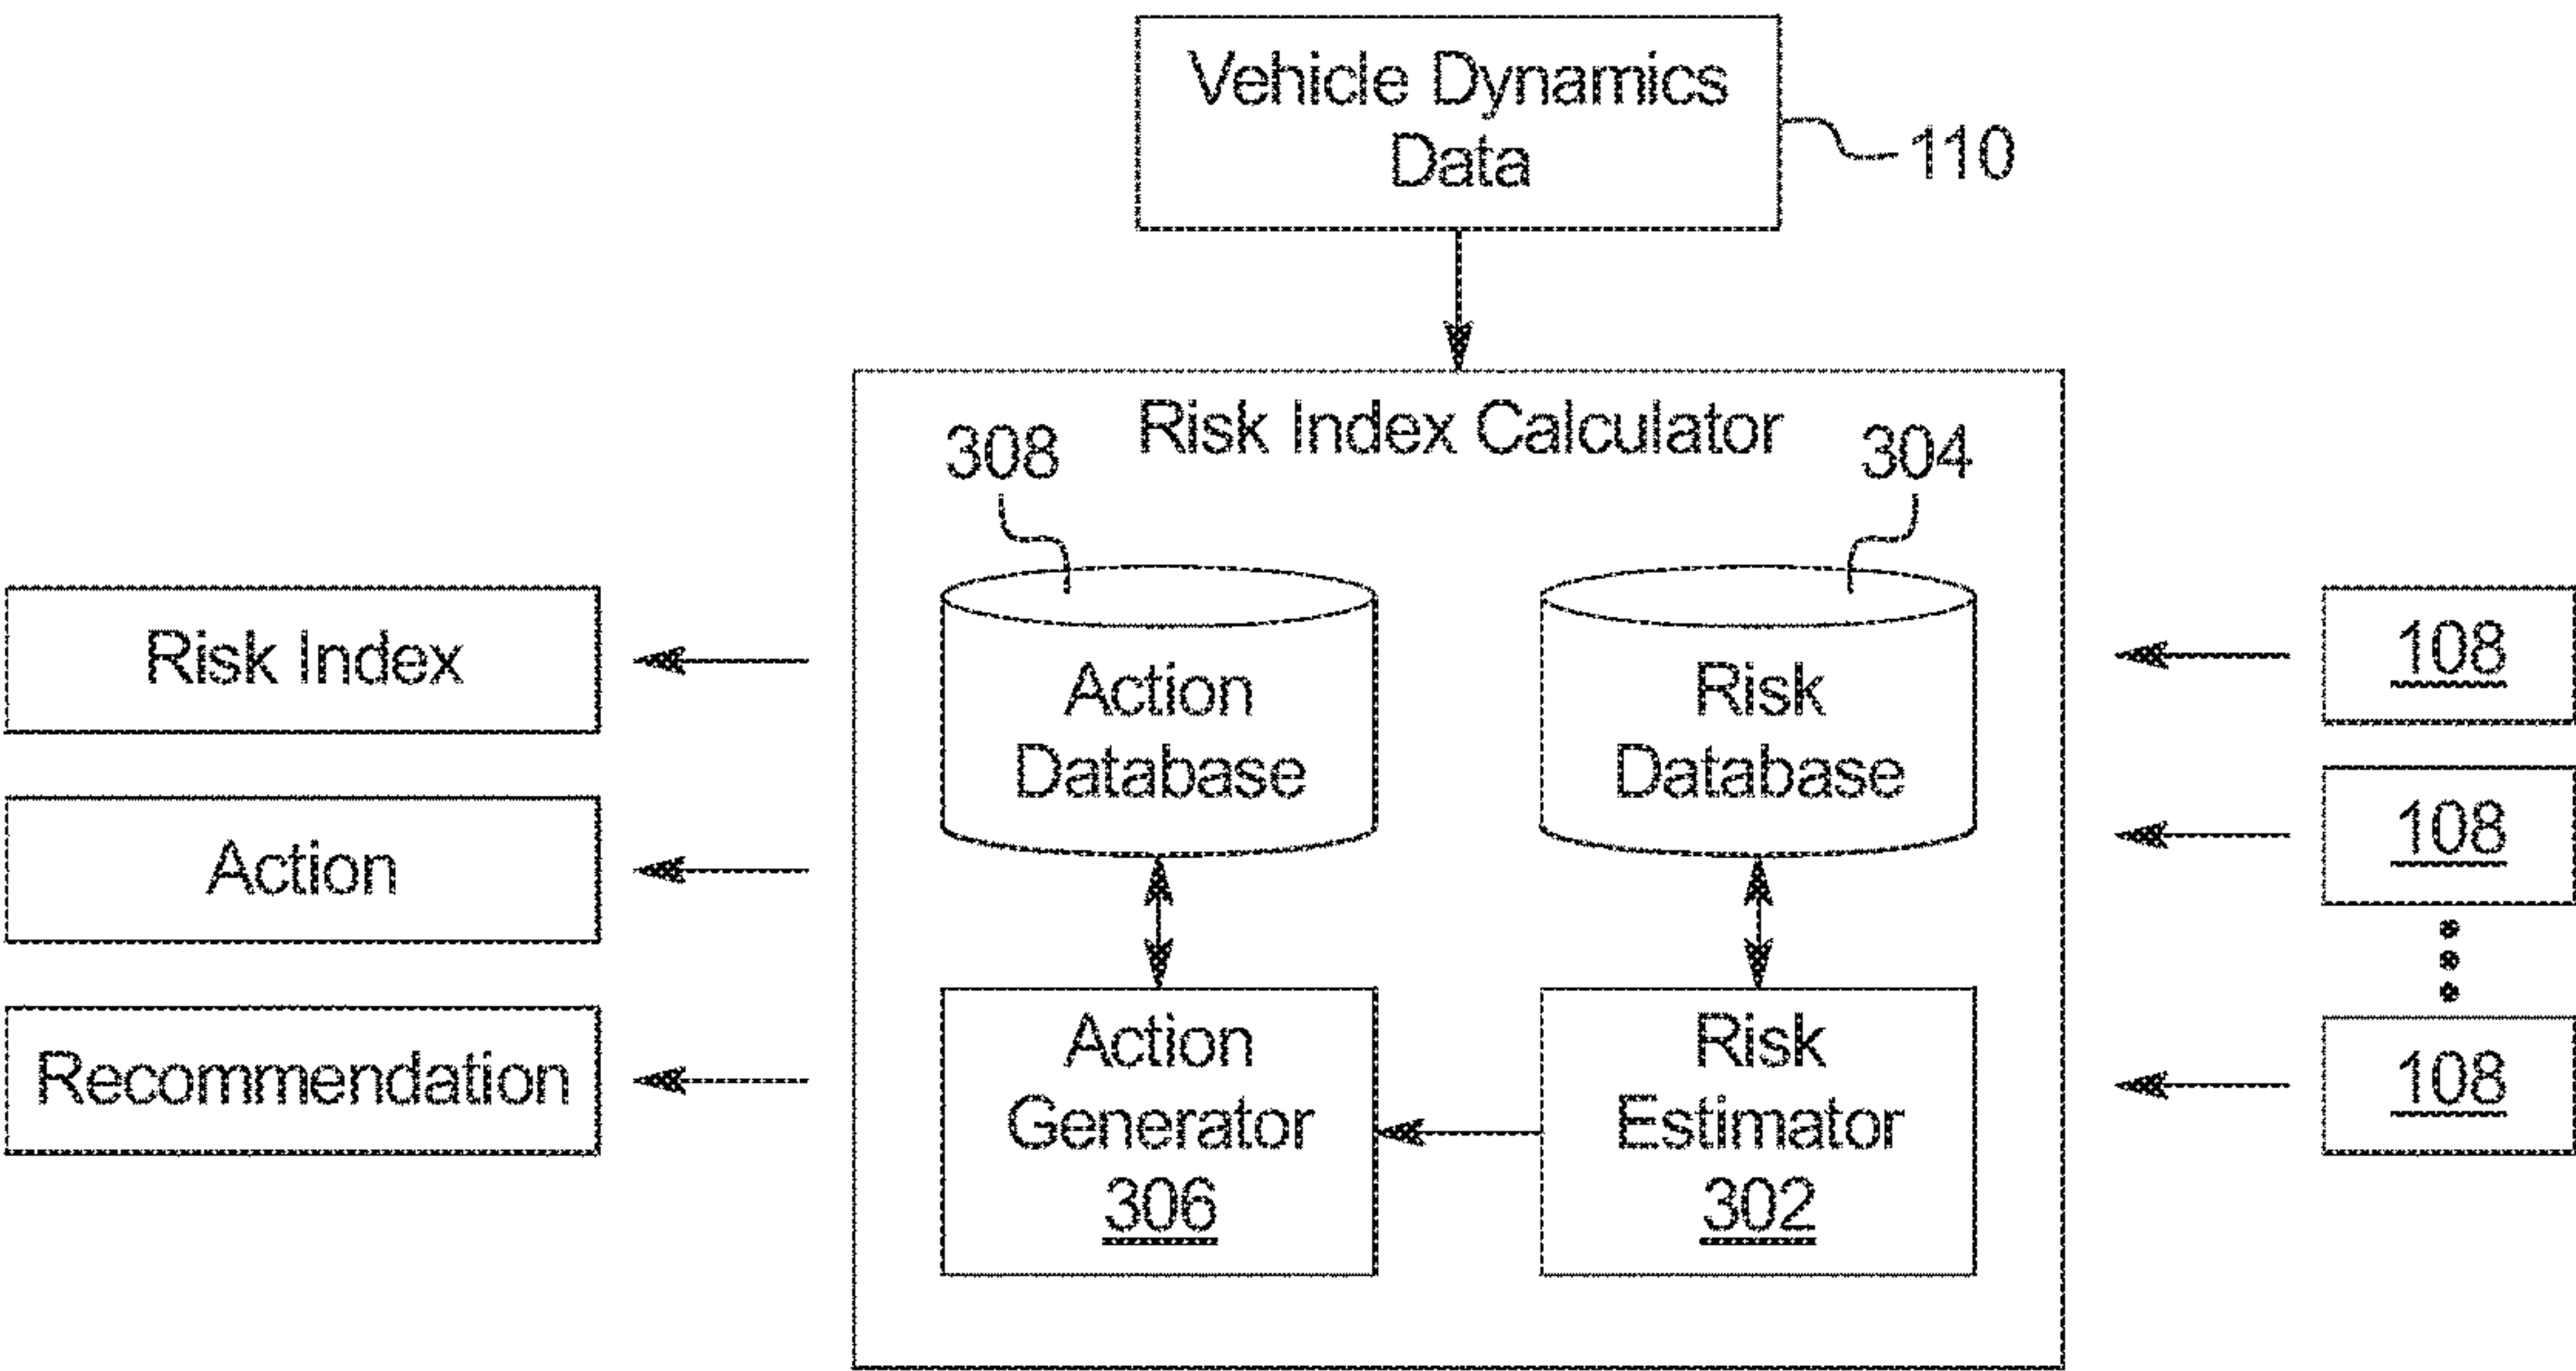 Vehicle Dynamics
Data
110
Risk Index Calculator
308
304
Risk Index
Action
Recommendation
Action
Database
Risk
Database
Action
Generator
306
Risk
Estimator
302
108
108
108